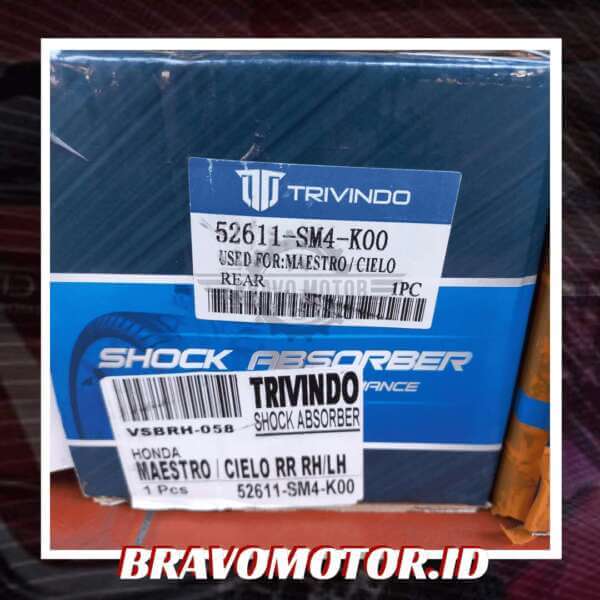 TRIVINDO
52611-SM4-K00
USED FOR:MAESTRO/CIELO
REAR
1PC
SHOCK ABSORBER
TRIVINDO
SHOCK ABSORBER
VSBRH-058
HONDA
MAESTRO / CIELO RR RH/LH
1 Pcs 52611-SM4-K00
BRAVOMOTOR.ID